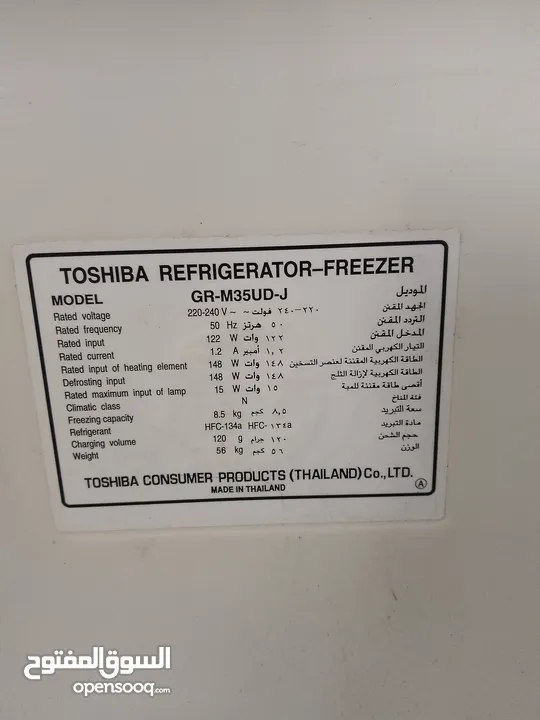 TOSHIBA REFRIGERATOR–FREEZER
MODEL GR-M35UD-J الموديل
Rated voltage 220-240 V ~ ٢٢٠-٢٤٠ فولت ~ الجهد المقنن
Rated frequency 50 Hz ٥٠ هرتز التردد المقنن
Rated input 122 W ١٢٢ وات المدخل المقنن
Rated current 1.2 A ١,٢ أمبير التيار الكهربي المقنن
Rated input of heating element 148 W ١٤٨ وات الطاقة الكهربية المقننة لعنصر التسخين
Defrosting input 148 W ١٤٨ وات الطاقة الكهربية لازالة الثلج
Rated maximum input of lamp 15 W ١٥ وات أقصى طاقة مقننة للمبة
Climatic class N فئة المناخ
Freezing capacity 8.5 kg ٨,٥ كجم سعة التبريد
Refrigerant HFC-134a HFC-١٣٤a مادة التبريد
Charging volume 120 g ١٢٠ جرام حجم الشحن
Weight 56 kg ٥٦ كجم الوزن
TOSHIBA CONSUMER PRODUCTS (THAILAND) Co., LTD.
MADE IN THAILAND
A
السوق المفتوح
opensooq.com